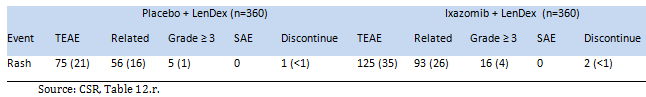 Placebo + LenDex (n=360) Ixazomib + LenDex (n=360)
Event TEAE Related Grade ≥ 3 SAE Discontinue TEAE Related Grade ≥ 3 SAE Discontinue
Rash 75 (21) 56 (16) 5 (1) 0 1 (<1) 125 (35) 93 (26) 16 (4) 0 2 (<1)
Source: CSR, Table 12.r.